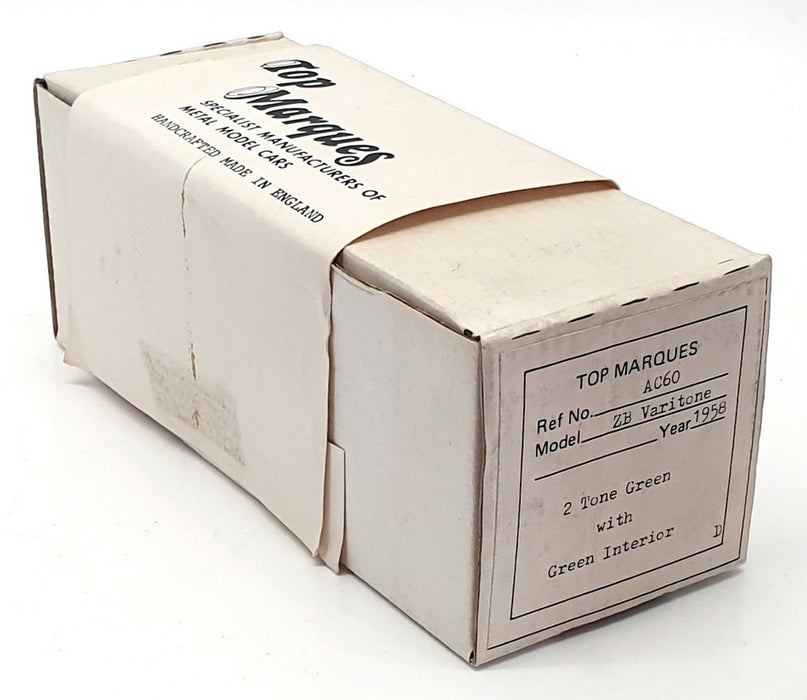 Top
Marques
SPECIALIST MANUFACTURERS OF
METAL MODEL CARS
HANDCRAFTED MADE IN ENGLAND
TOP MARQUES
Ref No. AC60
Model ZB Varitone
Year 1958
2 Tone Green
with
Green Interior D